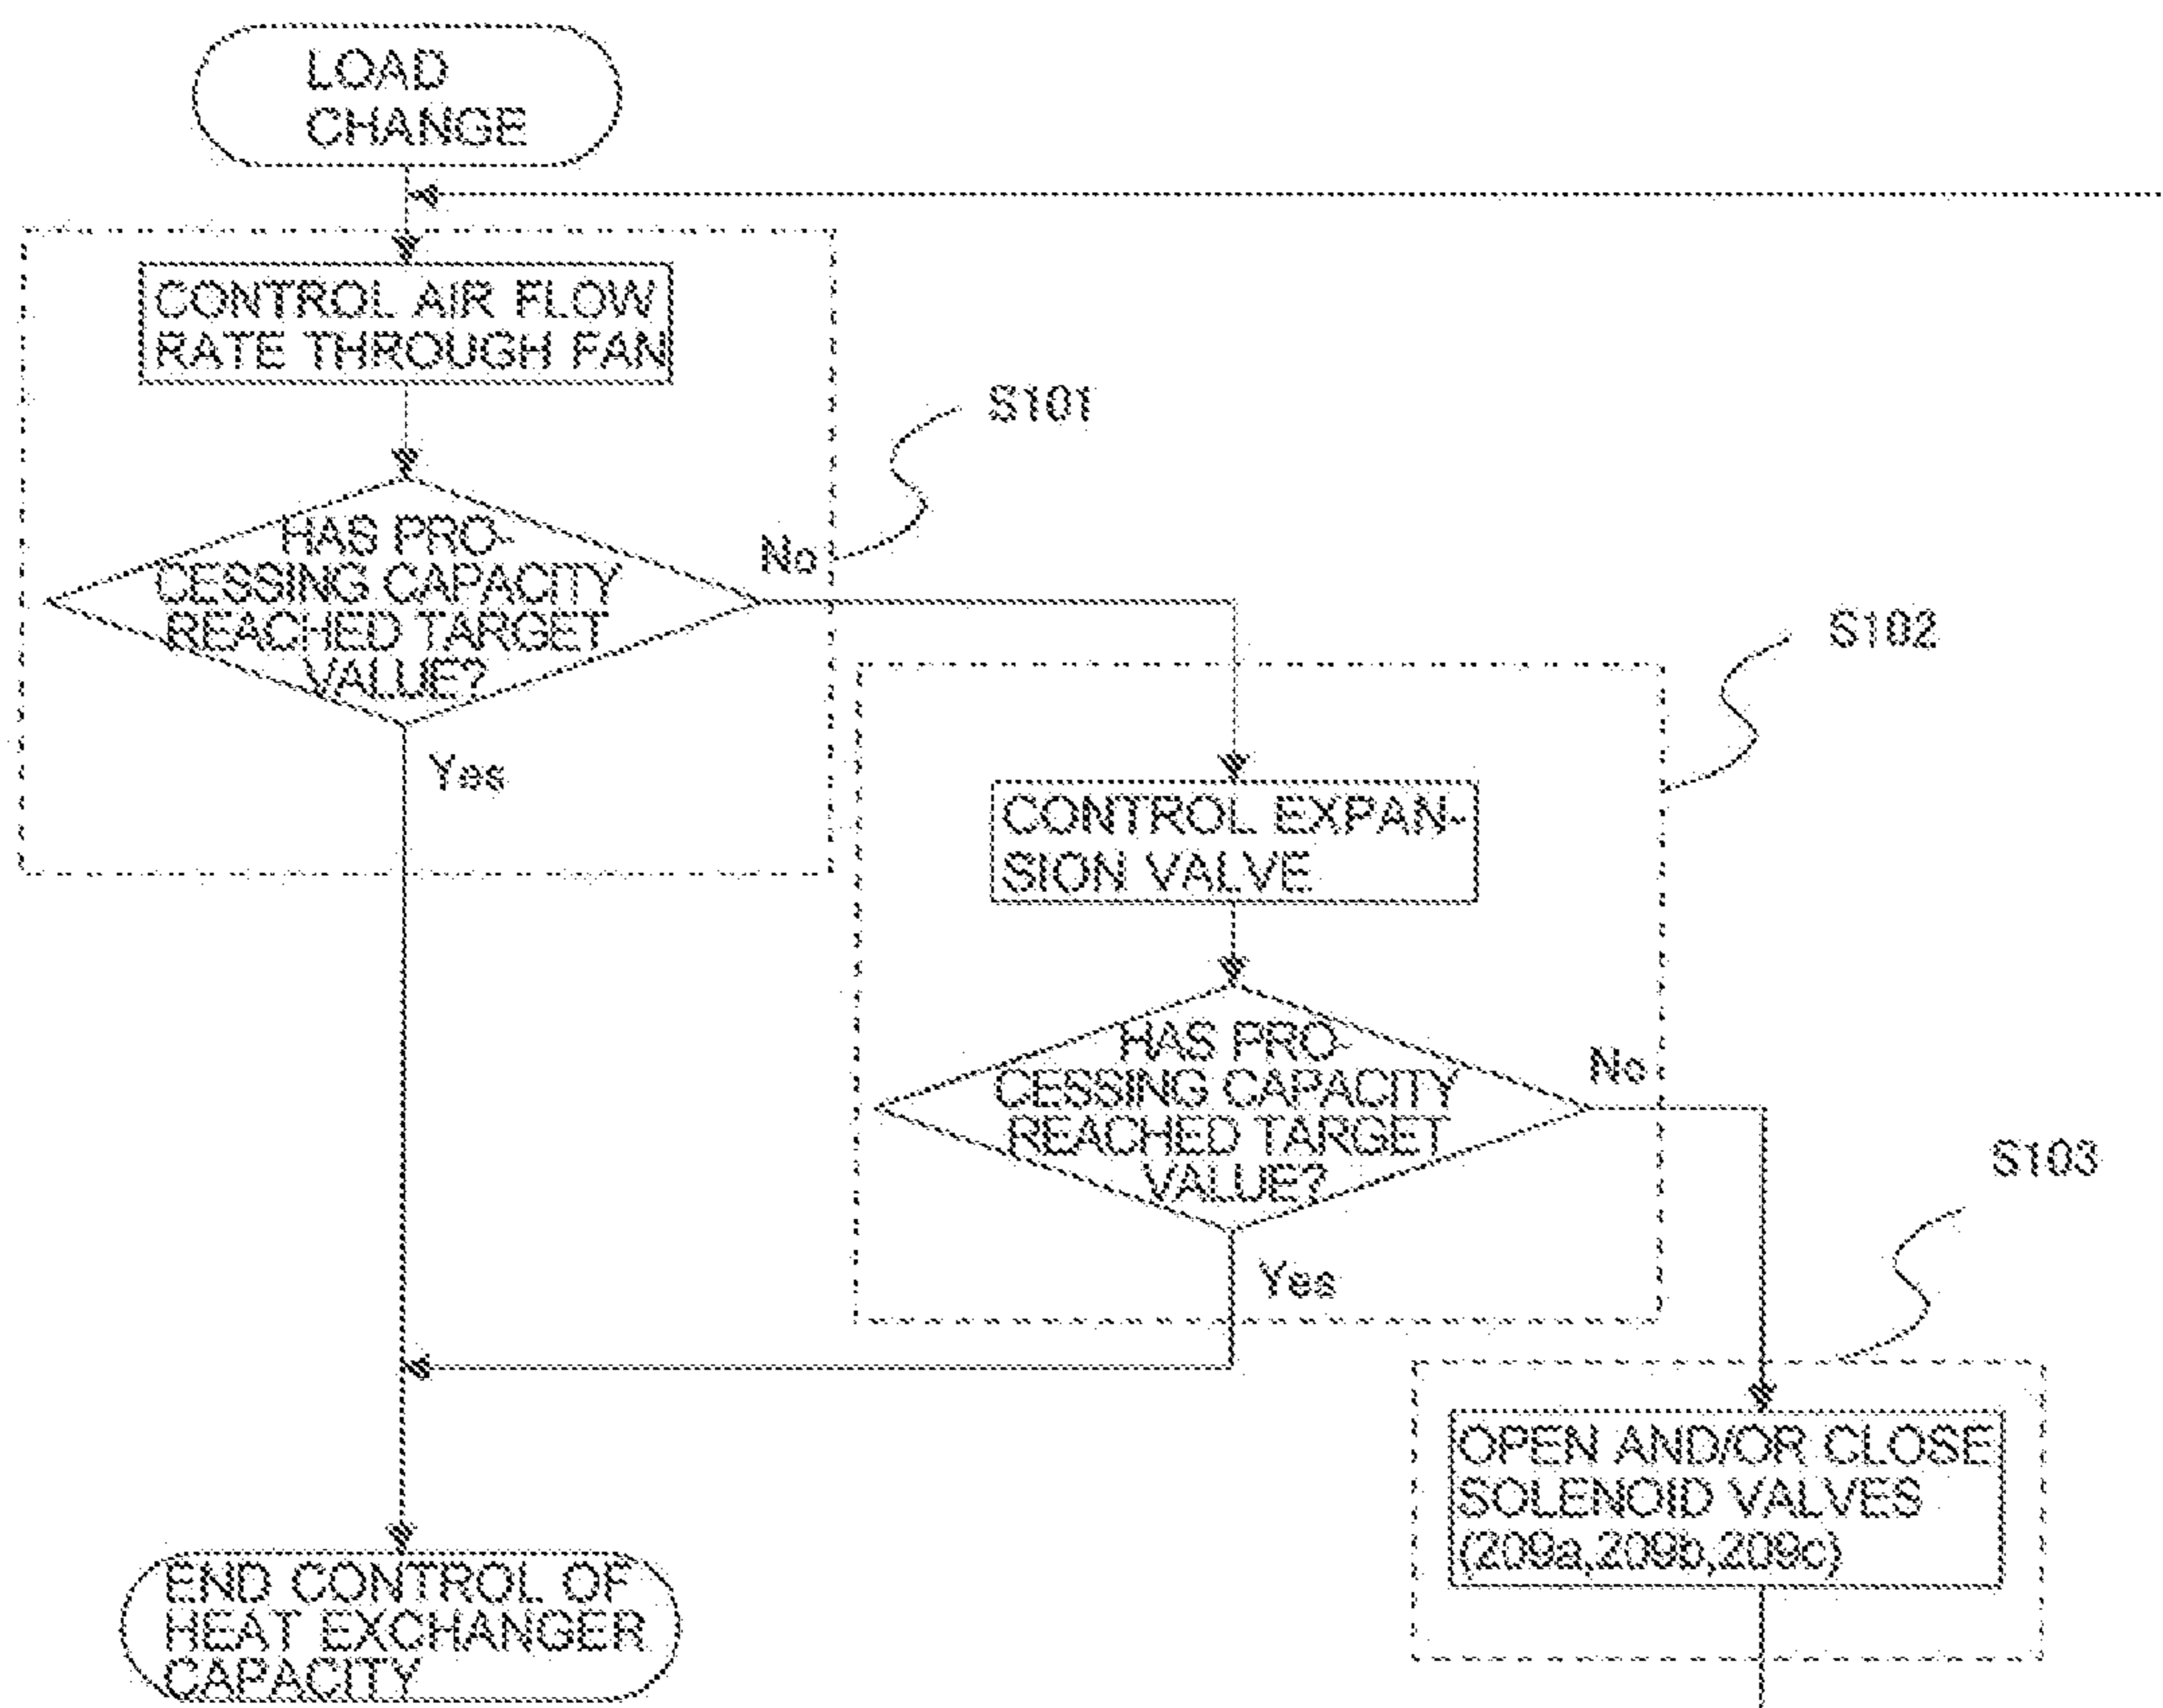 LOAD
CHANGE
CONTROL AIR FLOW
RATE THROUGH FAN
S101
HAS PRO-
CESSING CAPACITY
REACHED TARGET
VALUE?
No
Yes
S102
CONTROL EXPAN-
SION VALVE
HAS PRO-
CESSING CAPACITY
REACHED TARGET
VALUE?
No
Yes
S103
OPEN AND/OR CLOSE
SOLENOID VALVES
(209a,209b,209c)
END CONTROL OF
HEAT EXCHANGER
CAPACITY